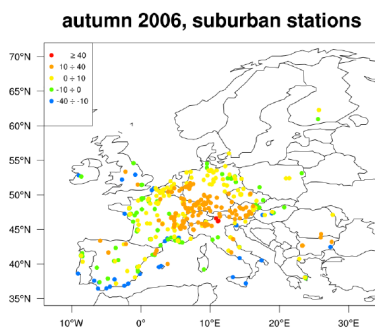 autumn 2006, suburban stations
≥ 40
10 ÷ 40
0 ÷ 10
-10 ÷ 0
-40 ÷ -10
70°N
65°N
60°N
55°N
50°N
45°N
40°N
35°N
10°W 0° 10°E 20°E 30°E